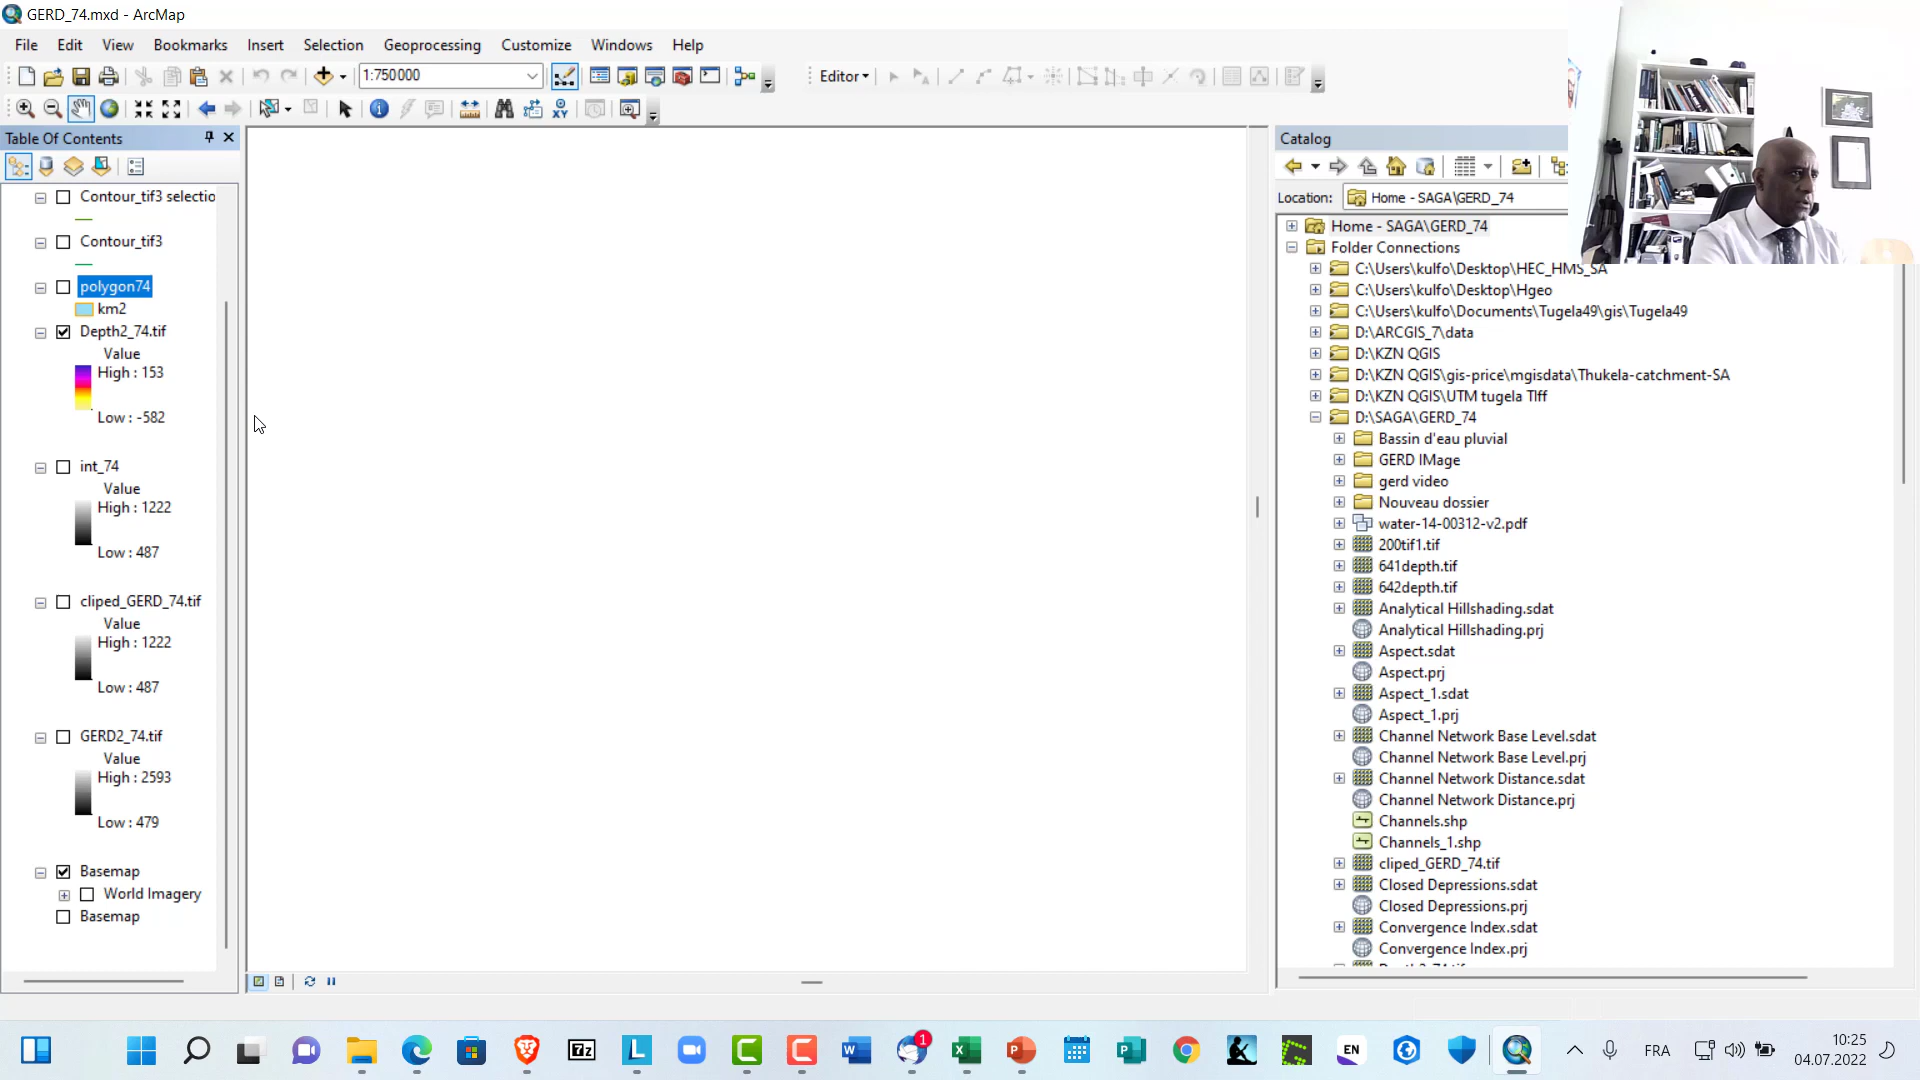 GERD_74.mxd - ArcMap
File Edit View Bookmarks Insert Selection Geoprocessing Customize Windows Help
1:750000
Editor
Table Of Contents
Contour_tif3 selectio
Contour_tif3
polygon74
km2
Depth2_74.tif
Value
High : 153
Low : -582
int_74
Value
High : 1222
Low : 487
cliped_GERD_74.tif
Value
High : 1222
Low : 487
GERD2_74.tif
Value
High : 2593
Low : 479
Basemap
World Imagery
Basemap
Catalog
Location: Home - SAGA\GERD_74
Home - SAGA\GERD_74
Folder Connections
C:\Users\kulfo\Desktop\HEC_HMS_SA
C:\Users\kulfo\Desktop\Hgeo
C:\Users\kulfo\Documents\Tugela49\gis\Tugela49
D:\ARCGIS_7\data
D:\KZN QGIS
D:\KZN QGIS\gis-price\mgisdata\Thukela-catchment-SA
D:\KZN QGIS\UTM tugela TIff
D:\SAGA\GERD_74
Bassin d'eau pluvial
GERD IMage
gerd video
Nouveau dossier
water-14-00312-v2.pdf
200tif1.tif
641depth.tif
642depth.tif
Analytical Hillshading.sdat
Analytical Hillshading.prj
Aspect.sdat
Aspect.prj
Aspect_1.sdat
Aspect_1.prj
Channel Network Base Level.sdat
Channel Network Base Level.prj
Channel Network Distance.sdat
Channel Network Distance.prj
Channels.shp
Channels_1.shp
cliped_GERD_74.tif
Closed Depressions.sdat
Closed Depressions.prj
Convergence Index.sdat
Convergence Index.prj
7z
L
1
EN
FRA
10:25
04.07.2022